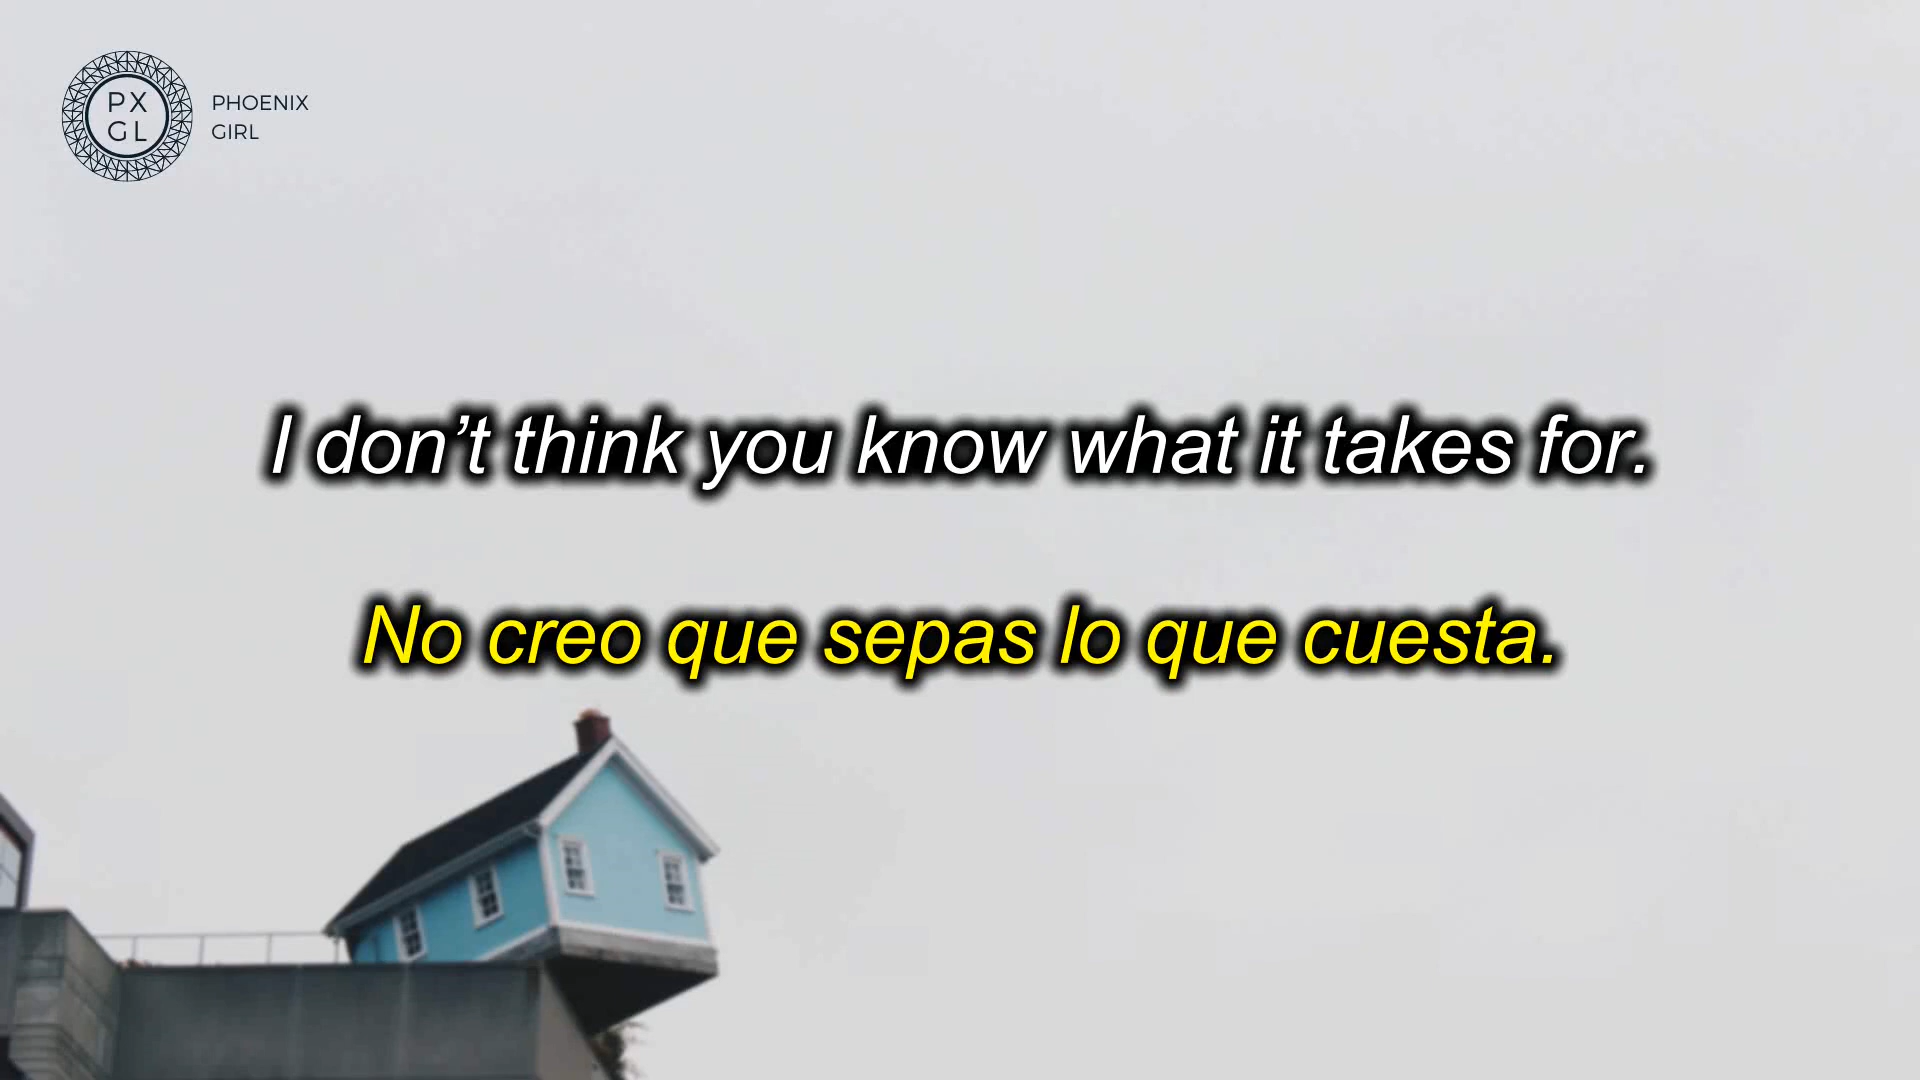 PX
GL
PHOENIX
GIRL
I don’t think you know what it takes for.
No creo que sepas lo que cuesta.